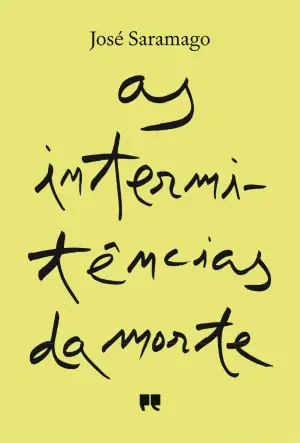 José Saramago
as
intermi-
tências
da morte